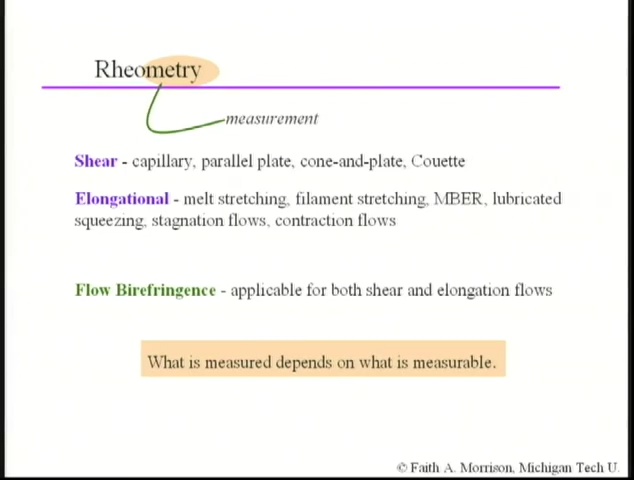 Rheometry
measurement
Shear - capillary, parallel plate, cone-and-plate, Couette
Elongational - melt stretching, filament stretching, MBER, lubricated
squeezing, stagnation flows, contraction flows
Flow Birefringence - applicable for both shear and elongation flows
What is measured depends on what is measurable.
© Faith A. Morrison, Michigan Tech U.